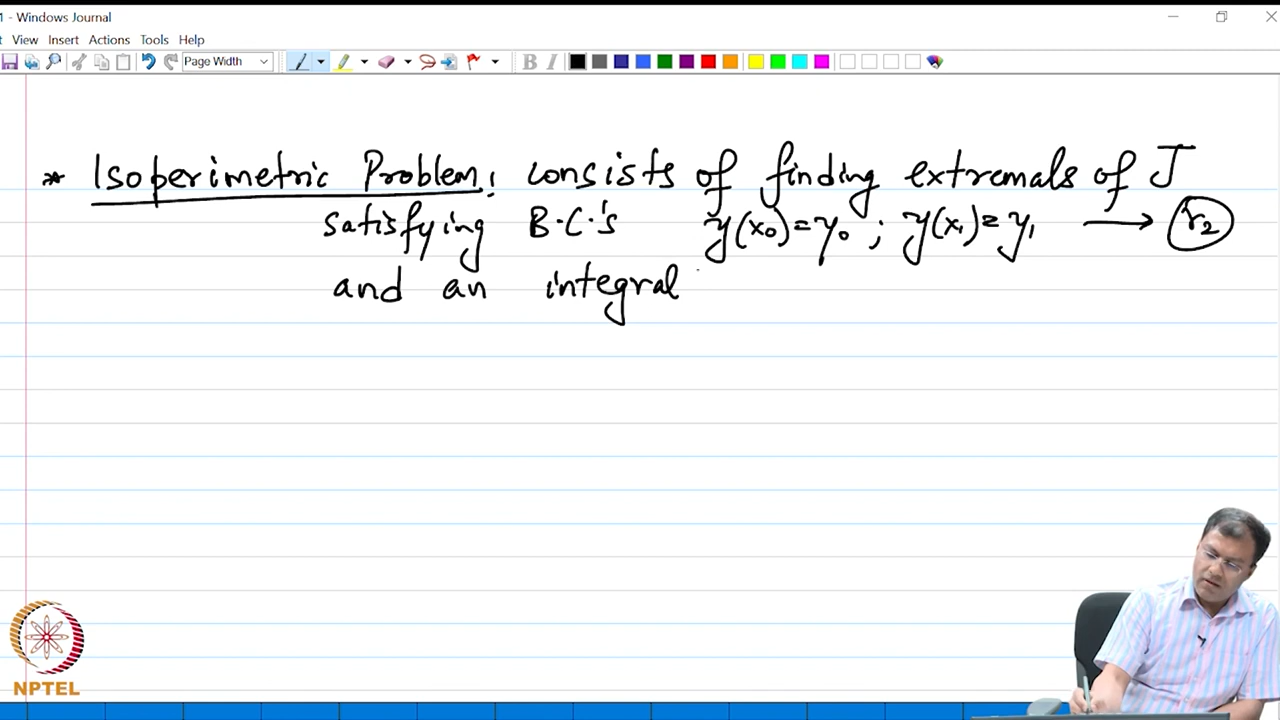 1 - Windows Journal
t View Insert Actions Tools Help
Page Width
* Isoperimetric Problem: consists of finding extremals of J
satisfying B.C.'s y(x₀)=y₀ ; y(x₁)=y₁ → r₂
and an integral
NPTEL